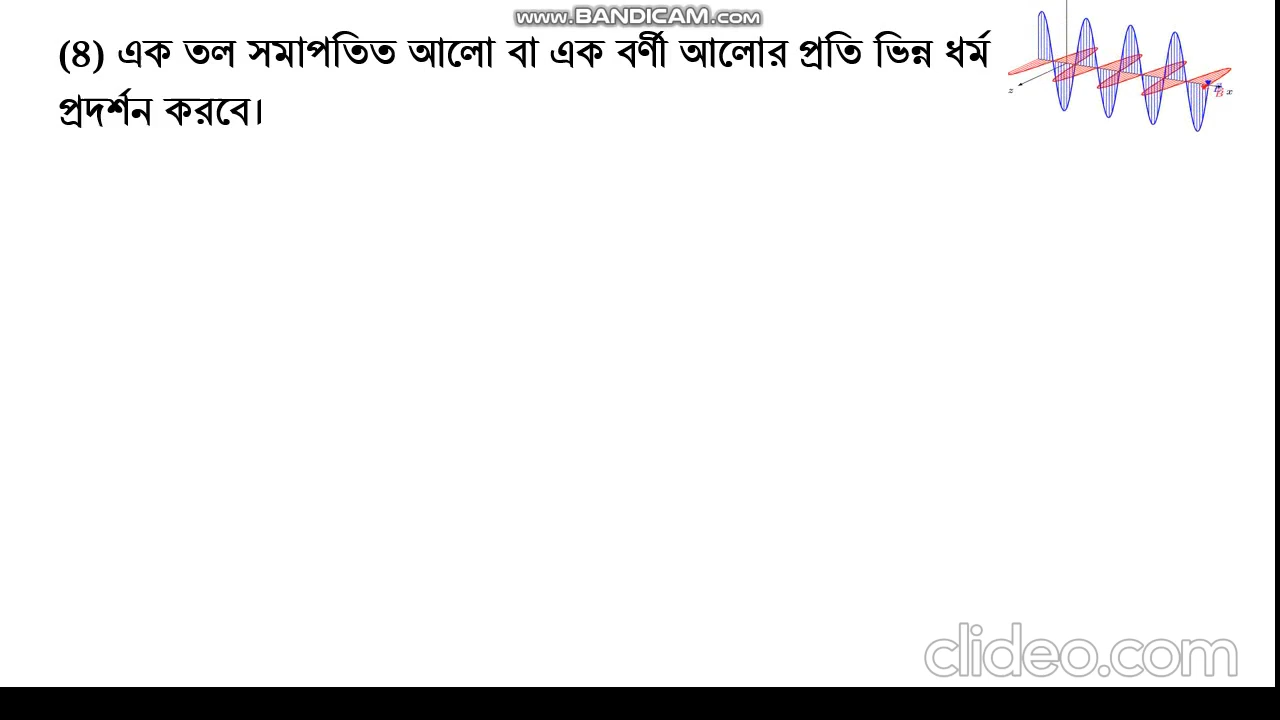 www.BANDICAM.com
(৪) এক তল সমাপতিত আলো বা এক বর্ণী আলোর প্রতি ভিন্ন ধর্ম
প্রদর্শন করবে।
z
x
clideo.com